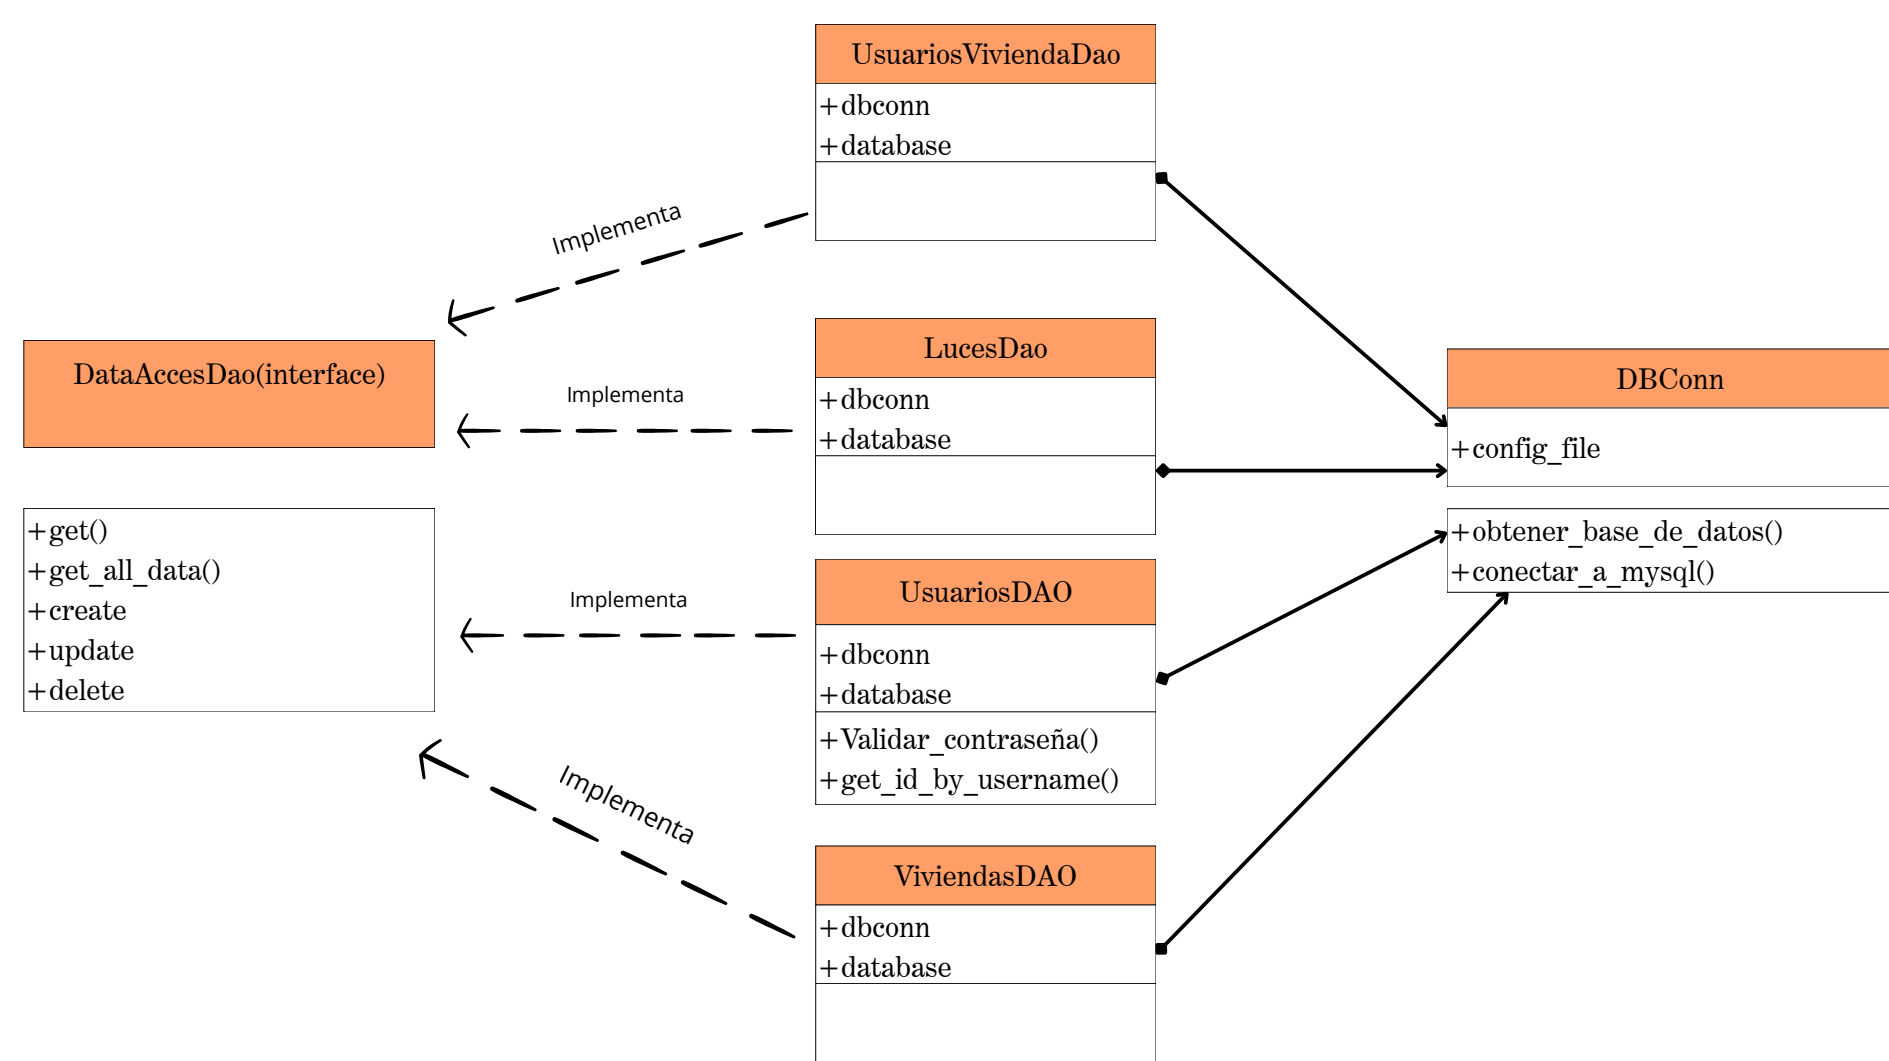 UsuariosViviendaDao
+dbconn
+database
Implementa
DataAccesDao(interface)
+get()
+get_all_data()
+create
+update
+delete
Implementa
LucesDao
+dbconn
+database
Implementa
UsuariosDAO
+dbconn
+database
+Validar_contraseña()
+get_id_by_username()
Implementa
ViviendasDAO
+dbconn
+database
DBConn
+config_file
+obtener_base_de_datos()
+conectar_a_mysql()